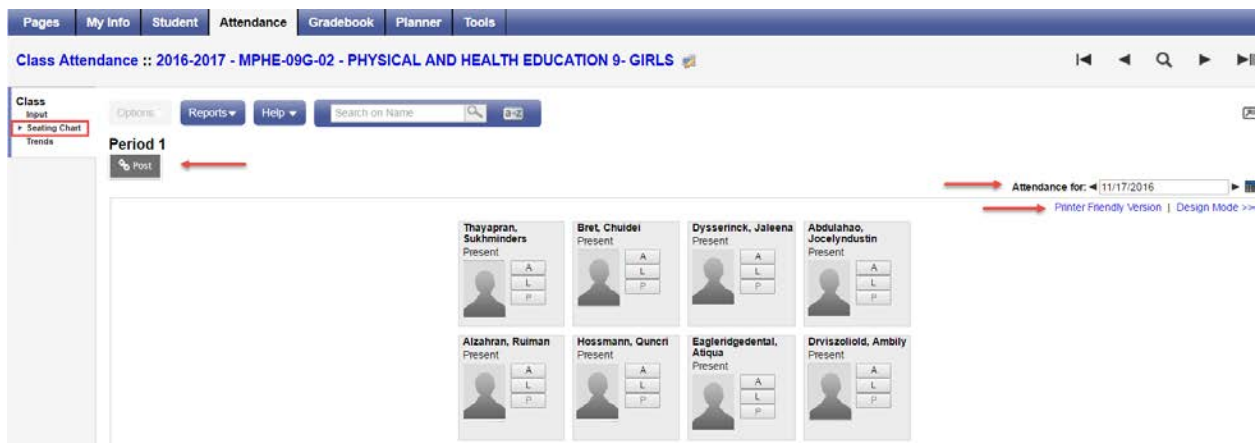 Pages My Info Student Attendance Gradebook Planner Tools
Class Attendance :: 2016-2017 - MPHE-09G-02 - PHYSICAL AND HEALTH EDUCATION 9- GIRLS
Class
Input
Seating Chart
Trends
Options Reports Help Search on Name a-z
Period 1
Post
Attendance for: 11/17/2016
Printer Friendly Version | Design Mode >>
Thayapran, Sukhminders
Present
A
L
P
Bret, Chuidei
Present
A
L
P
Dysserinck, Jaleena
Present
A
L
P
Abdulahao, Jocelyndustin
Present
A
L
P
Alzahran, Ruiman
Present
A
L
P
Hossmann, Quncri
Present
A
L
P
Eagleridgedental, Atiqua
Present
A
L
P
Drviszoliold, Ambily
Present
A
L
P